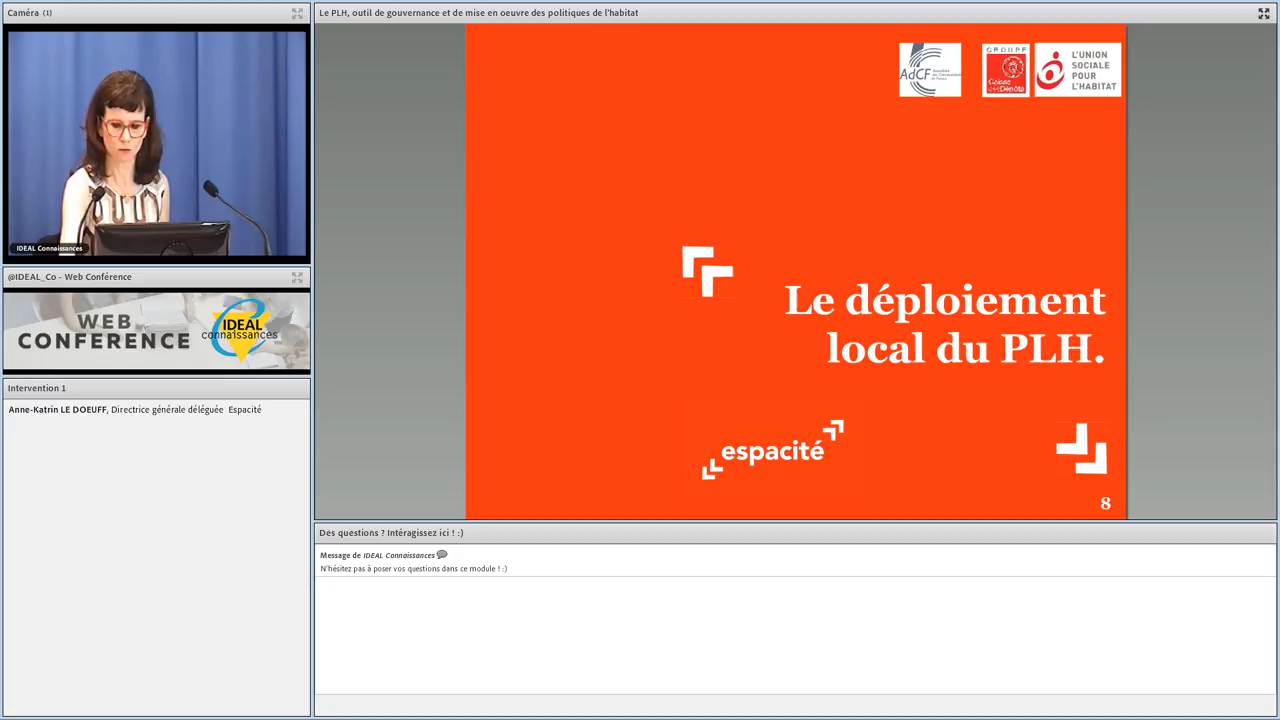 Caméra (1)
IDEAL Connaissances
@IDEAL_Co - Web Conférence
WEB
CONFERENCE
IDEAL
connaissances
Intervention 1
Anne-Katrin LE DOEUFF, Directrice générale déléguée Espacité
Le PLH, outil de gouvernance et de mise en oeuvre des politiques de l'habitat
AdCF
GROUPE
Caisse
des Dépôts
L'UNION
SOCIALE
POUR
L'HABITAT
Le déploiement
local du PLH.
espacité
8
Des questions ? Intéragissez ici ! :)
Message de IDEAL Connaissances
N'hésitez pas à poser vos questions dans ce module ! :)